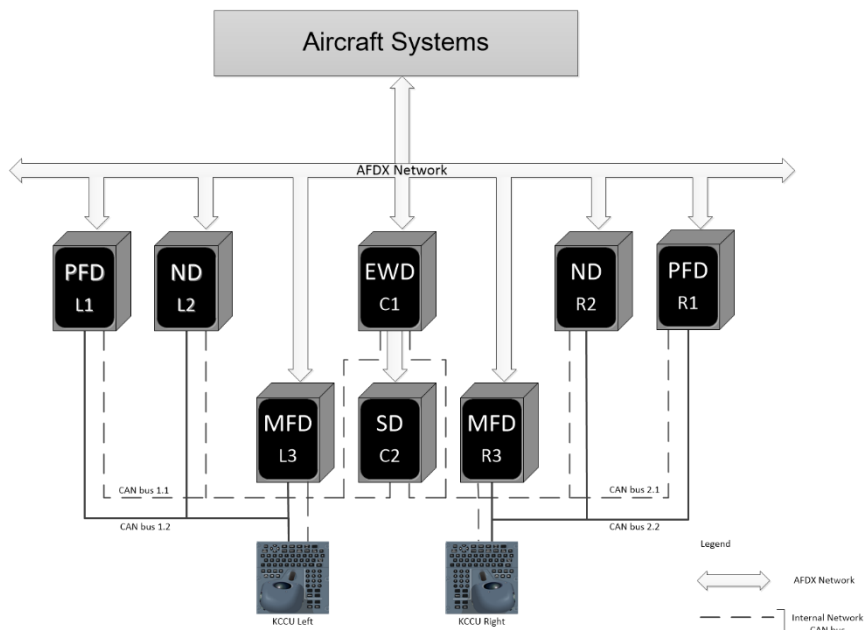 Aircraft Systems
AFDX Network
PFD
L1
ND
L2
EWD
C1
ND
R2
PFD
R1
MFD
L3
SD
C2
MFD
R3
CAN bus 1.1
CAN bus 2.1
CAN bus 1.2
CAN bus 2.2
Legend
AFDX Network
KCCU Left
KCCU Right
Internal Network
CAN bus